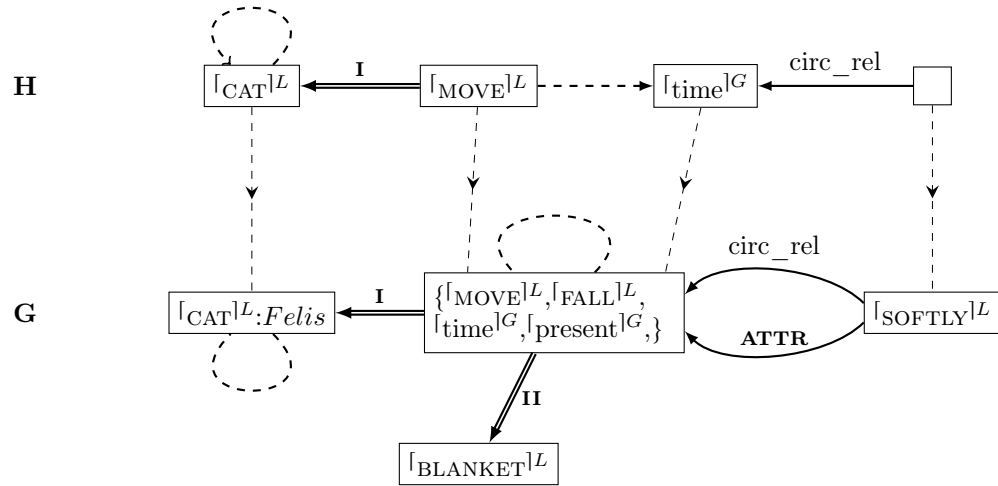 circ_rel
H
I
⌈CAT⌉L
⌈MOVE⌉L
⌈time⌉G
circ_rel
G
I
⌈CAT⌉L:Felis
{⌈MOVE⌉L,⌈FALL⌉L,
⌈time⌉G,⌈present⌉G,}
ATTR
⌈SOFTLY⌉L
II
⌈BLANKET⌉L